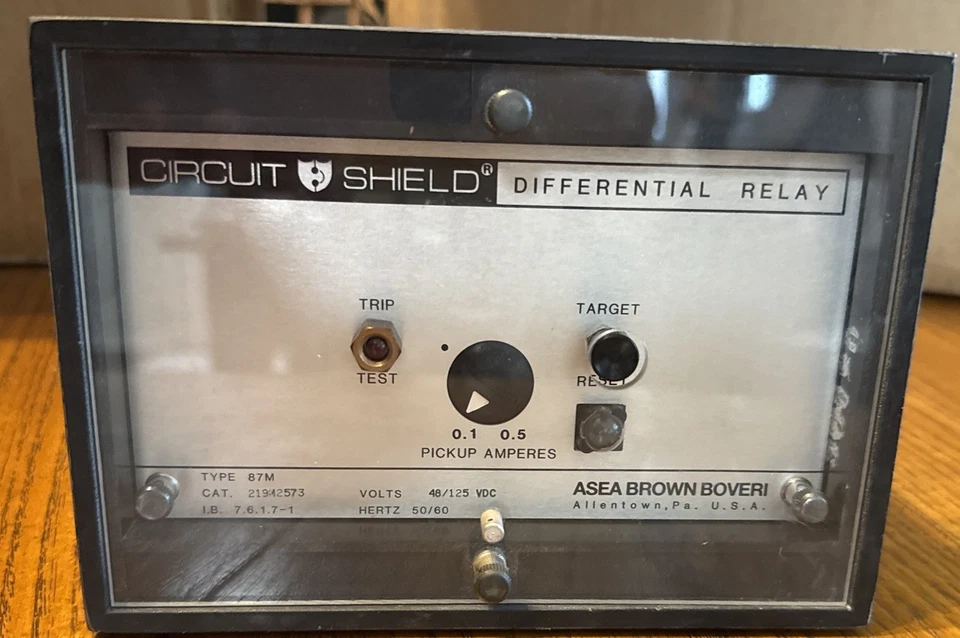 CIRCUIT SHIELD®
DIFFERENTIAL RELAY
TRIP
TEST
TARGET
RESET
0.1 0.5
PICKUP AMPERES
TYPE 87M
CAT. 21942573
I.B. 7.6.1.7-1
VOLTS 48/125 VDC
HERTZ 50/60
ASEA BROWN BOVERI
Allentown, Pa. U.S.A.